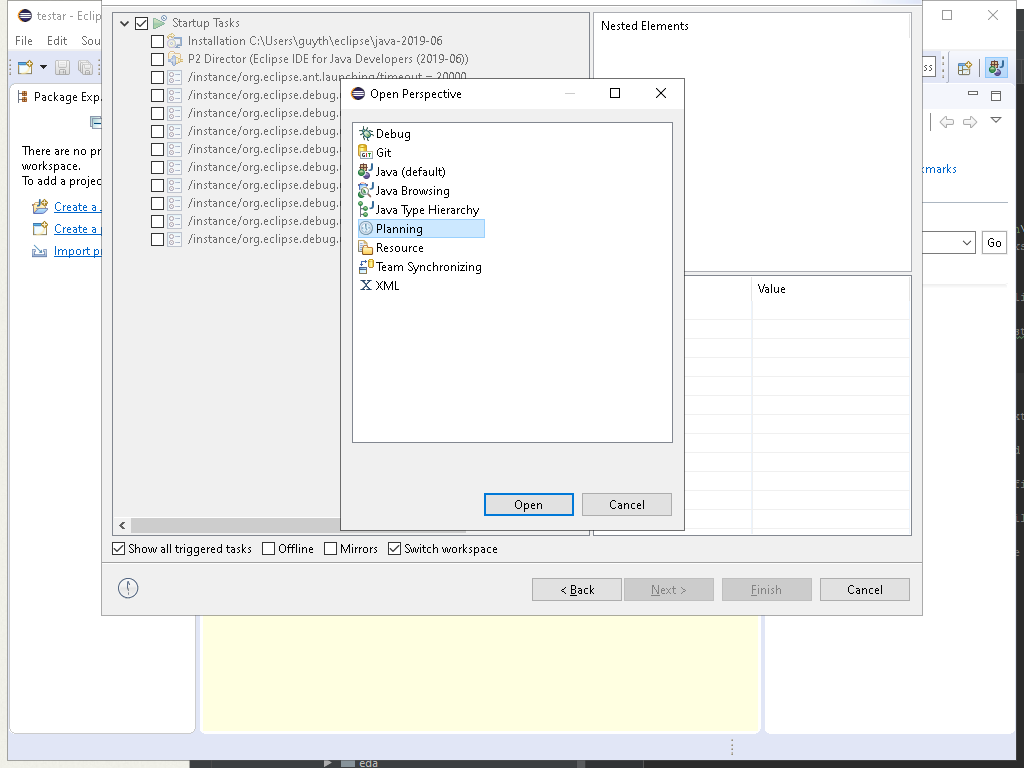 testar - Eclip
Startup Tasks
Nested Elements
File Edit Sou
Installation C:\Users\guyth\eclipse\java-2019-06
P2 Director (Eclipse IDE for Java Developers (2019-06))
ss
/instance/org.eclipse.ant.launching/timeout = 20000
Package Exp
/instance/org.eclipse.debug.
Open Perspective
/instance/org.eclipse.debug.
/instance/org.eclipse.debug.
/instance/org.eclipse.debug.
/instance/org.eclipse.debug.
/instance/org.eclipse.debug.
/instance/org.eclipse.debug.
/instance/org.eclipse.debug.
/instance/org.eclipse.debug.
There are no pr
workspace.
To add a projec
Create a
Create a
Import pr
Debug
Git
Java (default)
Java Browsing
Java Type Hierarchy
Planning
Resource
Team Synchronizing
XML
Open
Cancel
kmarks
Go
Value
Show all triggered tasks Offline Mirrors Switch workspace
< Back Next > Finish Cancel
eda